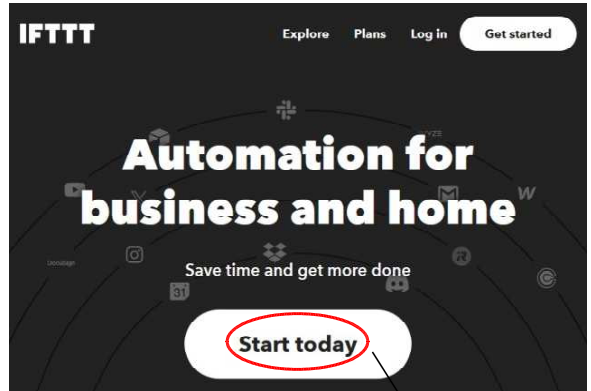 IFTTT Explore Plans Log in Get started
Automation for
business and home
Save time and get more done
31
Start today